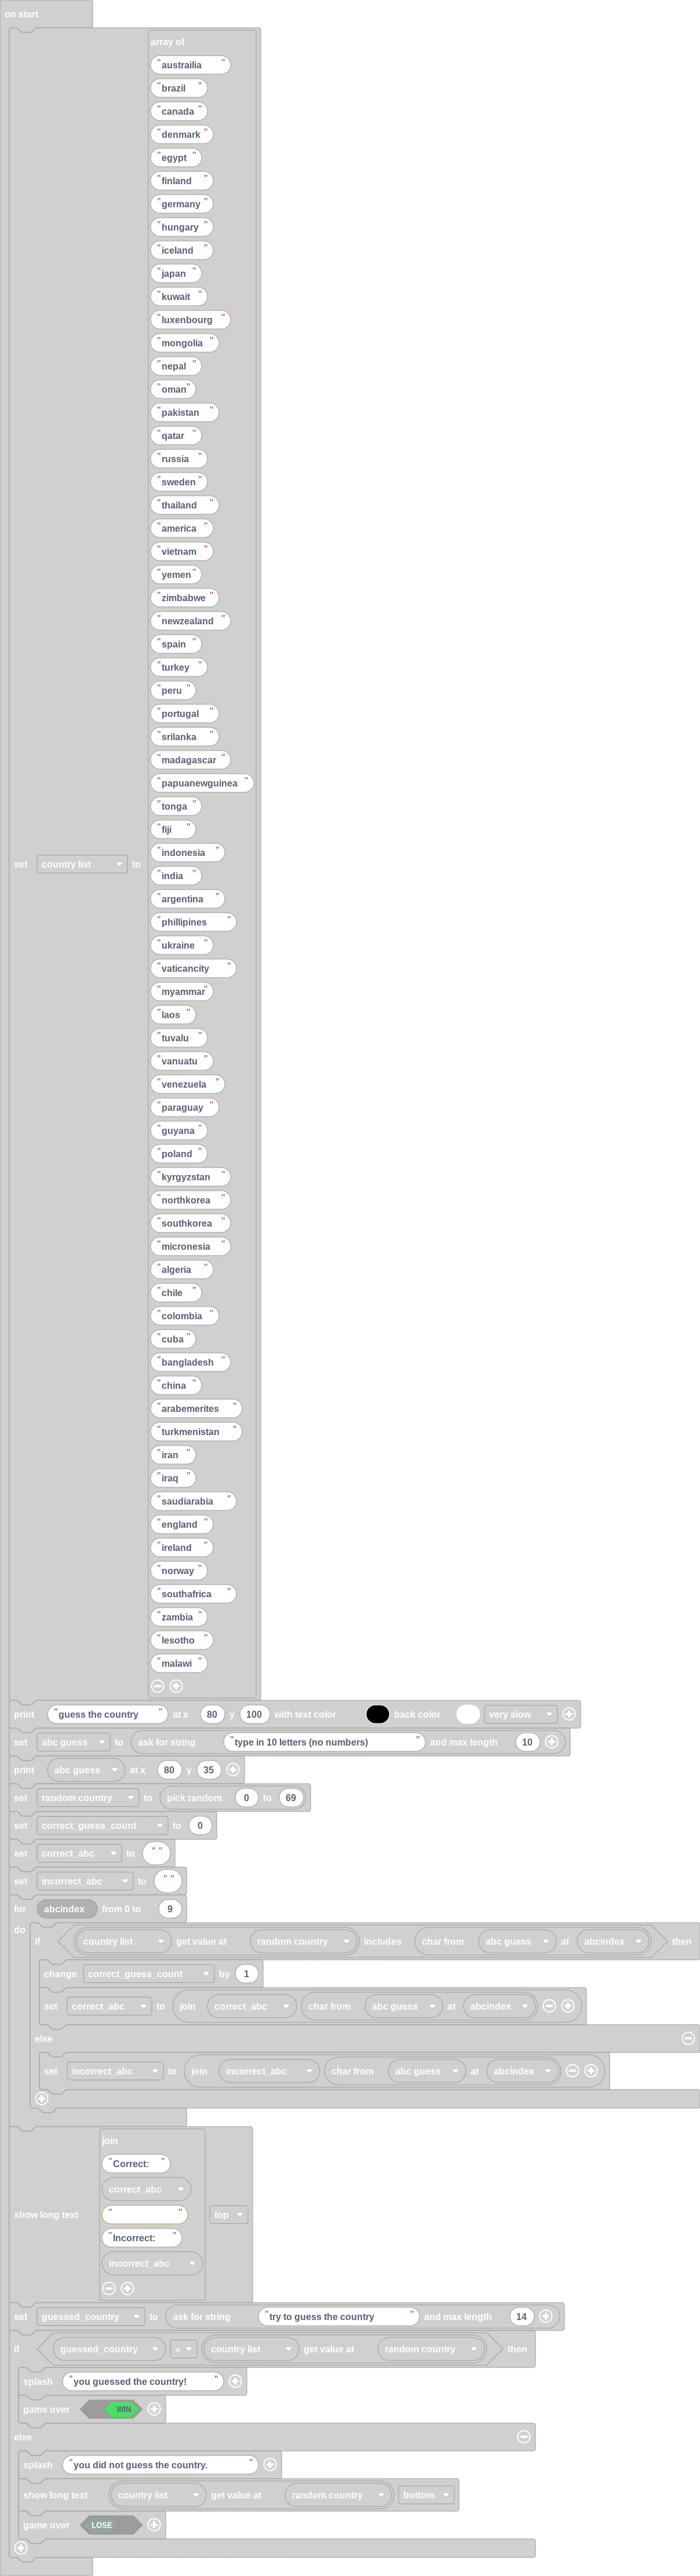 on start
array of
"austrailia"
"brazil"
"canada"
"denmark"
"egypt"
"finland"
"germany"
"hungary"
"iceland"
"japan"
"kuwait"
"luxenbourg"
"mongolia"
"nepal"
"oman"
"pakistan"
"qatar"
"russia"
"sweden"
"thailand"
"america"
"vietnam"
"yemen"
"zimbabwe"
"newzealand"
"spain"
"turkey"
"peru"
"portugal"
"srilanka"
"madagascar"
"papuanewguinea"
"tonga"
"fiji"
"indonesia"
set country list to
"india"
"argentina"
"phillipines"
"ukraine"
"vaticancity"
"myammar"
"laos"
"tuvalu"
"vanuatu"
"venezuela"
"paraguay"
"guyana"
"poland"
"kyrgyzstan"
"northkorea"
"southkorea"
"micronesia"
"algeria"
"chile"
"colombia"
"cuba"
"bangladesh"
"china"
"arabemerites"
"turkmenistan"
"iran"
"iraq"
"saudiarabia"
"england"
"ireland"
"norway"
"southafrica"
"zambia"
"lesotho"
"malawi"
print "guess the country" at x 80 y 100 with text color back color very slow
set abc guess to ask for string "type in 10 letters (no numbers)" and max length 10
print abc guess at x 80 y 35
set random country to pick random 0 to 69
set correct_guess_count to 0
set correct_abc to " "
set incorrect_abc to " "
for abcindex from 0 to 9
do
if country list get value at random country includes char from abc guess at abcindex then
change correct_guess_count by 1
set correct_abc to join correct_abc char from abc guess at abcindex
else
set incorrect_abc to join incorrect_abc char from abc guess at abcindex
join
"Correct: "
correct_abc
show long text " " top
"Incorrect: "
incorrect_abc
set guessed_country to ask for string "try to guess the country" and max length 14
if guessed_country = country list get value at random country then
splash "you guessed the country!"
game over WIN
else
splash "you did not guess the country."
show long text country list get value at random country bottom
game over LOSE